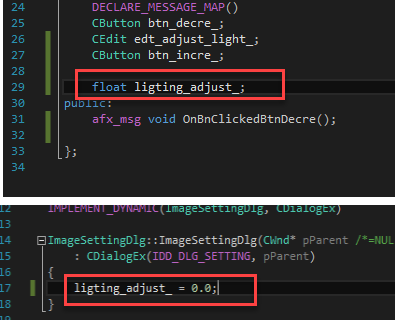 24 DECLARE_MESSAGE_MAP()
25 CButton btn_decre_;
26 CEdit edt_adjust_light_;
27 CButton btn_incre_;
28
29 float ligting_adjust_;
30 public:
31 afx_msg void OnBnClickedBtnDecre();
32
33 };
34
12 IMPLEMENT_DYNAMIC(ImageSettingDlg, CDialogEx)
13
14 ImageSettingDlg::ImageSettingDlg(CWnd* pParent /*=NUL
15 : CDialogEx(IDD_DLG_SETTING, pParent)
16 {
17 ligting_adjust_ = 0.0;
18 }